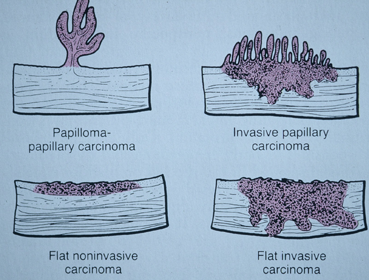 Papilloma-
papillary carcinoma
Invasive papillary
carcinoma
Flat noninvasive
carcinoma
Flat invasive
carcinoma